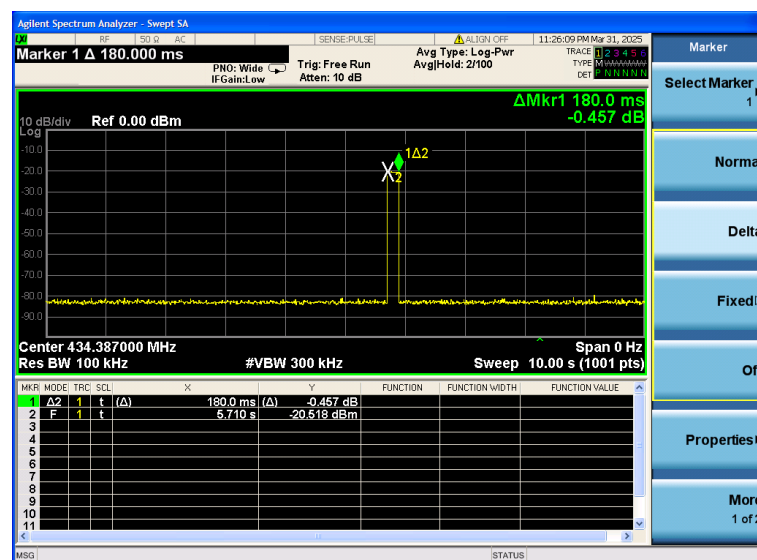 Agilent Spectrum Analyzer - Swept SA
RF 50 Ω AC SENSE:PULSE ALIGN OFF 11:26:09 PM Mar 31, 2025
Marker 1 Δ 180.000 ms
PNO: Wide
IFGain:Low
Trig: Free Run
Atten: 10 dB
Avg Type: Log-Pwr
Avg|Hold: 2/100
TRACE 1 2 3 4 5 6
TYPE M
DET P N N N N N
ΔMkr1 180.0 ms
-0.457 dB
10 dB/div Ref 0.00 dBm
Log
-10.0
-20.0
-30.0
-40.0
-50.0
-60.0
-70.0
-80.0
-90.0
1Δ2
2
Center 434.387000 MHz Span 0 Hz
Res BW 100 kHz #VBW 300 kHz Sweep 10.00 s (1001 pts)
MKR MODE TRC SCL X Y FUNCTION FUNCTION WIDTH FUNCTION VALUE
1 Δ2 1 t (Δ) 180.0 ms (Δ) -0.457 dB
2 F 1 t 5.710 s -20.518 dBm
3
4
5
6
7
8
9
10
11
MSG STATUS
Marker
Select Marker
1
Norma
Delta
Fixed
Of
Properties
More
1 of 2